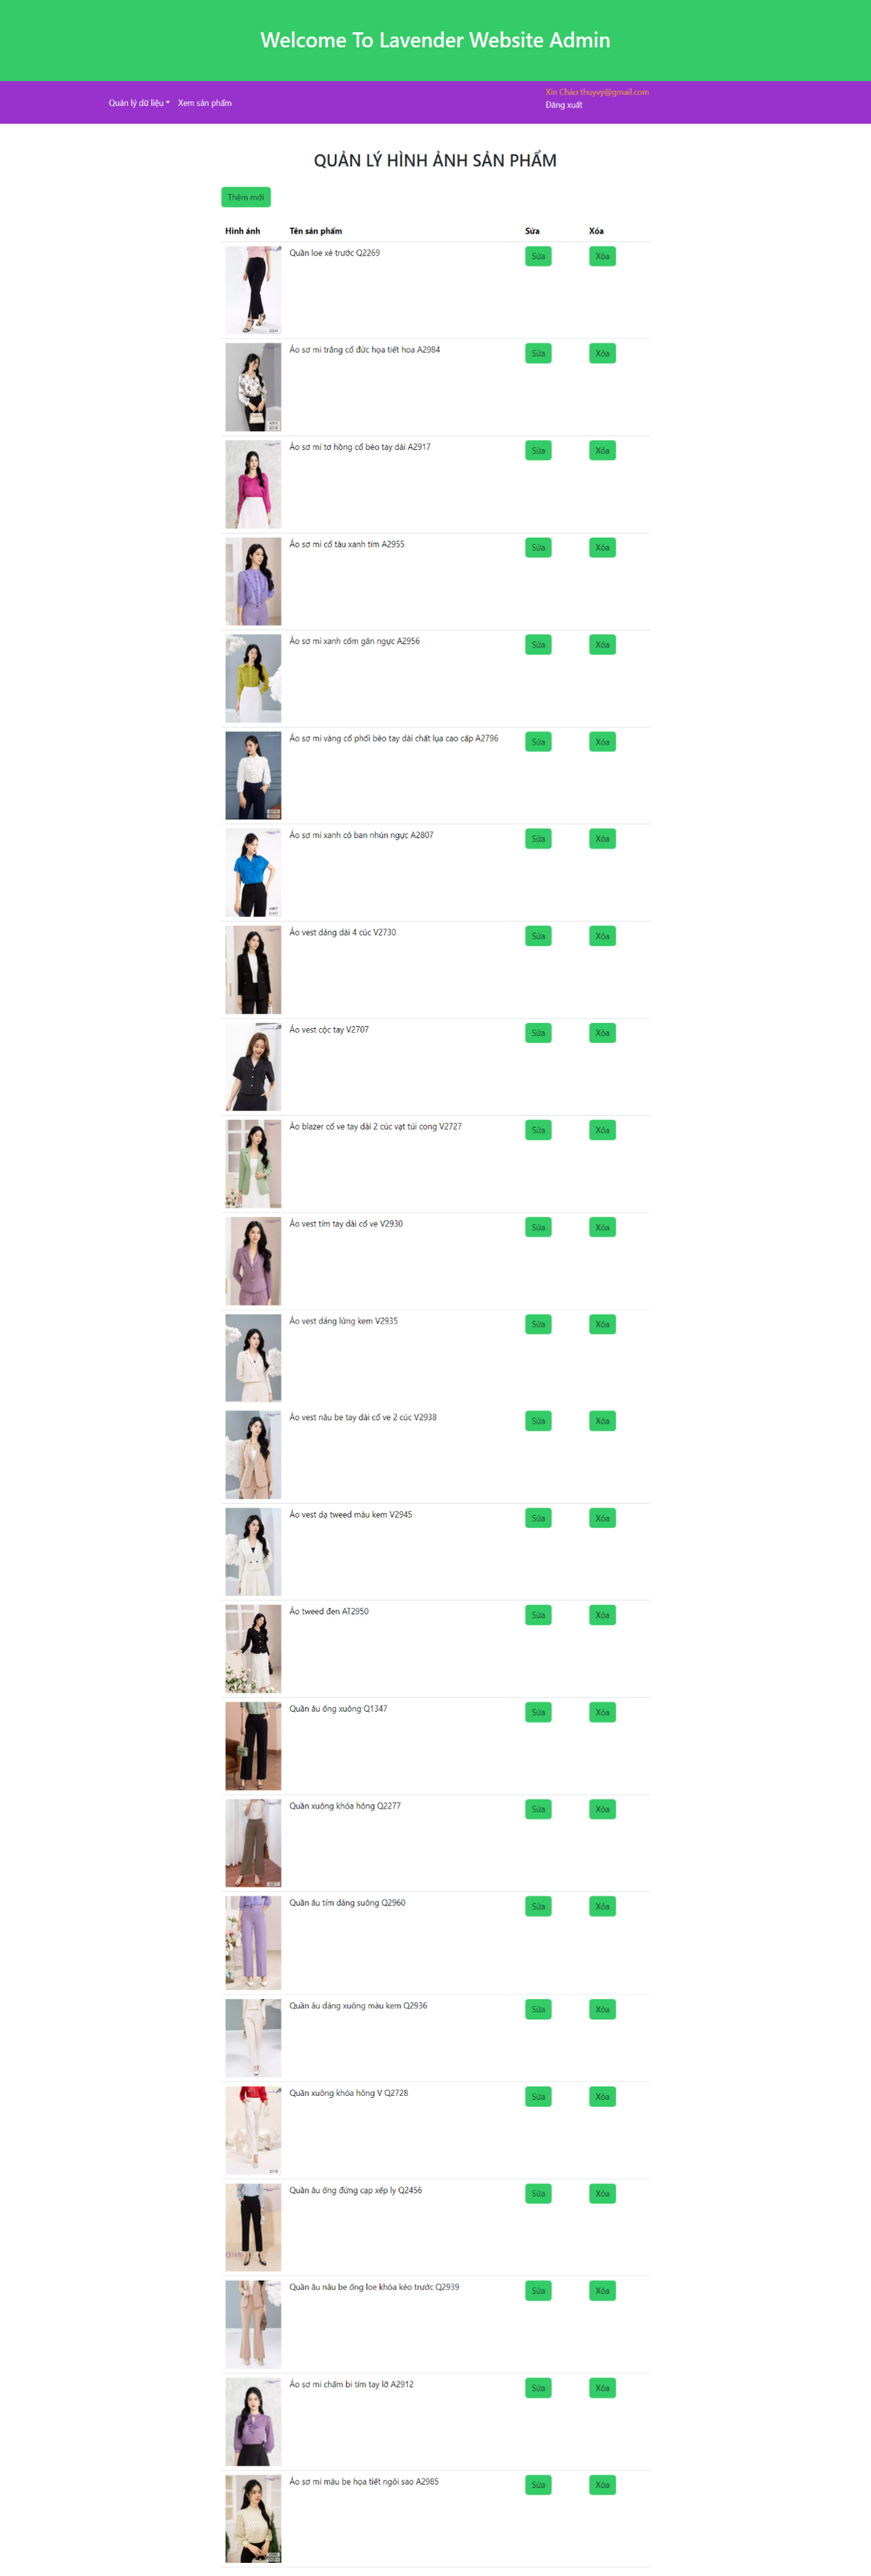 Welcome To Lavender Website Admin
Quản lý dữ liệu
Xem sản phẩm
Xin Chào thuyvy@gmail.com
Đăng xuất
QUẢN LÝ HÌNH ẢNH SẢN PHẨM
Thêm mới
Hình ảnh Tên sản phẩm Sửa Xóa
Quần loe xẻ trước Q2269 Sửa Xóa
Áo sơ mi trắng cổ đức họa tiết hoa A2984 Sửa Xóa
Áo sơ mi tơ hồng cổ bèo tay dài A2917 Sửa Xóa
Áo sơ mi cổ tàu xanh tím A2955 Sửa Xóa
Áo sơ mi xanh cốm gân ngực A2956 Sửa Xóa
Áo sơ mi vàng cổ phối bèo tay dài chất lụa cao cấp A2796 Sửa Xóa
Áo sơ mi xanh cô ban nhún ngực A2807 Sửa Xóa
Áo vest dáng dài 4 cúc V2730 Sửa Xóa
Áo vest cộc tay V2707 Sửa Xóa
Áo blazer cổ ve tay dài 2 cúc vạt túi cong V2727 Sửa Xóa
Áo vest tím tay dài cổ ve V2930 Sửa Xóa
Áo vest dáng lửng kem V2935 Sửa Xóa
Áo vest nâu be tay dài cổ ve 2 cúc V2938 Sửa Xóa
Áo vest dạ tweed màu kem V2945 Sửa Xóa
Áo tweed đen AT2950 Sửa Xóa
Quần âu ống xuông Q1347 Sửa Xóa
Quần xuông khóa hông Q2277 Sửa Xóa
Quần âu tím dáng suông Q2960 Sửa Xóa
Quần âu dáng xuông màu kem Q2936 Sửa Xóa
Quần xuông khóa hông V Q2728 Sửa Xóa
Quần âu ống đứng cạp xếp ly Q2456 Sửa Xóa
Quần âu nâu be ống loe khóa kéo trước Q2939 Sửa Xóa
Áo sơ mi chấm bi tím tay lỡ A2912 Sửa Xóa
Áo sơ mi màu be họa tiết ngôi sao A2985 Sửa Xóa